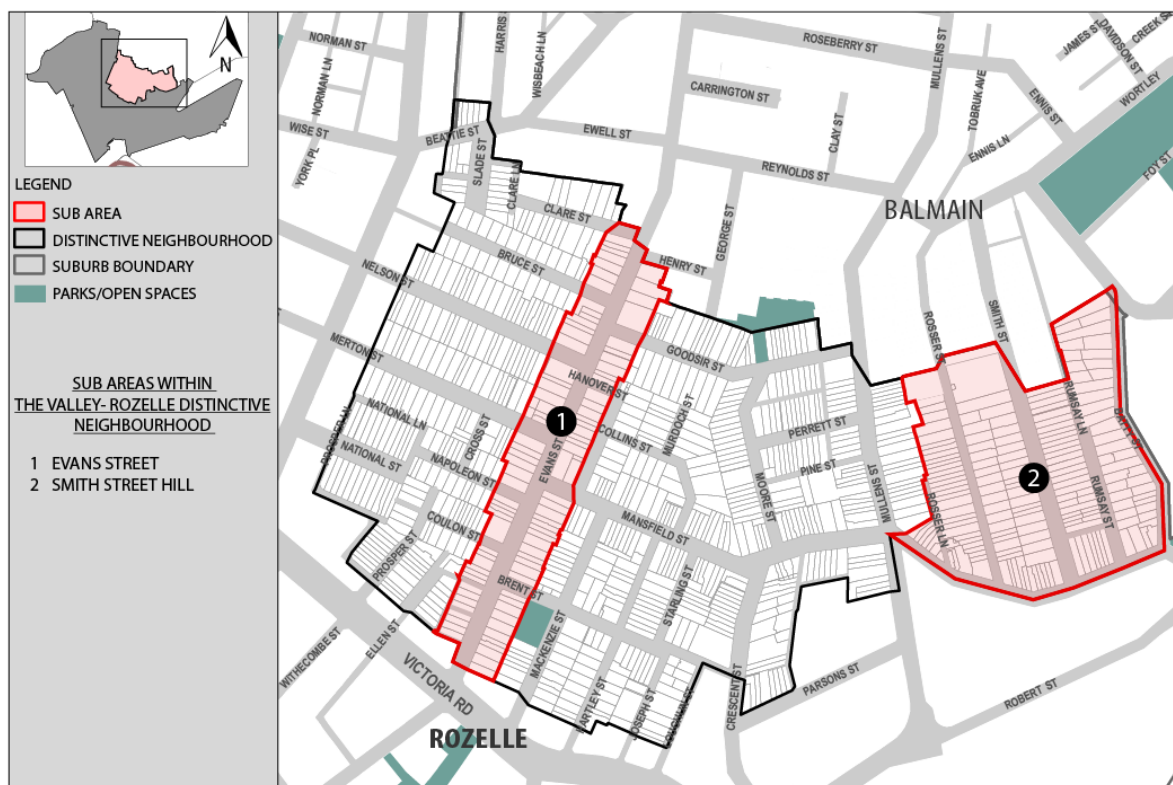 N
LEGEND
SUB AREA
DISTINCTIVE NEIGHBOURHOOD
SUBURB BOUNDARY
PARKS/OPEN SPACES
SUB AREAS WITHIN
THE VALLEY- ROZELLE DISTINCTIVE
NEIGHBOURHOOD
1 EVANS STREET
2 SMITH STREET HILL
NORMAN ST
NORMAN LN
HARRIS
WISBEACH LN
ROSEBERRY ST
MULLENS ST
JAMES ST
DAVIDSON ST
CREEK ST
CARRINGTON ST
TOBRUK AVE
ENNIS ST
WORTLEY
WISE ST
YORK PL
BEATTIE ST
EWELL ST
CLAY ST
ENNIS LN
FOY ST
SLADE ST
CLARE LN
REYNOLDS ST
BALMAIN
CLARE ST
GEORGE ST
HENRY ST
BRUCE ST
NELSON ST
ROSSER ST
SMITH ST
MERTON ST
GOODSIR ST
HANOVER ST
RUMSAY LN
NATIONAL LN
CROSS ST
1
EVANS ST
COLLINS ST
MURDOCH ST
PERRETT ST
BATTY ST
NATIONAL ST
NAPOLEON ST
PINE ST
MOORE ST
MULLENS ST
2
RUMSAY ST
ROSSER LN
COULON ST
MANSFIELD ST
PROSPER ST
BRENT ST
STARLING ST
MACKENZIE ST
WITHECOMBE ST
ELLEN ST
VICTORIA RD
ROZELLE
HARTLEY ST
JOSEPH ST
CRESCENT ST
PARSONS ST
ROBERT ST